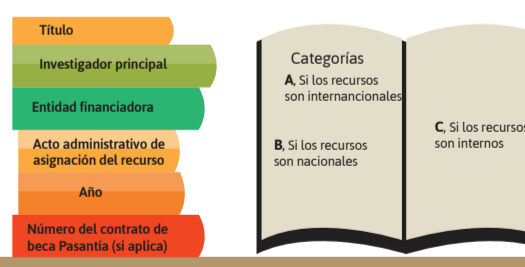 Título
Investigador principal
Entidad financiadora
Acto administrativo de
asignación del recurso
Año
Número del contrato de
beca Pasantía (si aplica)
Categorías
A, Si los recursos
son internancionales
B, Si los recursos
son nacionales
C, Si los recursos
son internos